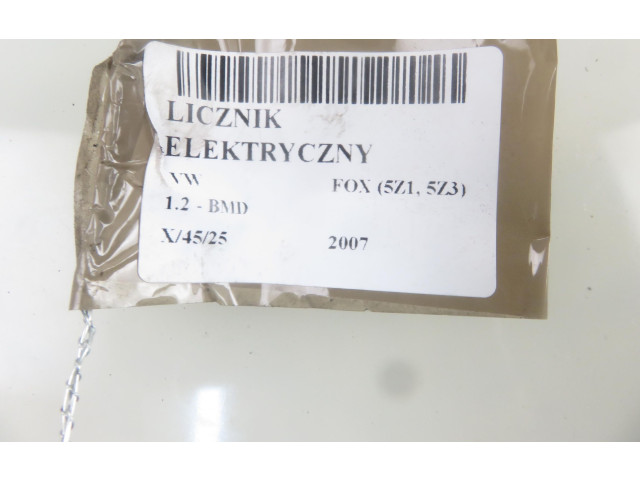 LICZNIK
ELEKTRYCZNY
VW FOX (5Z1, 5Z3)
1.2 - BMD
X/45/25 2007